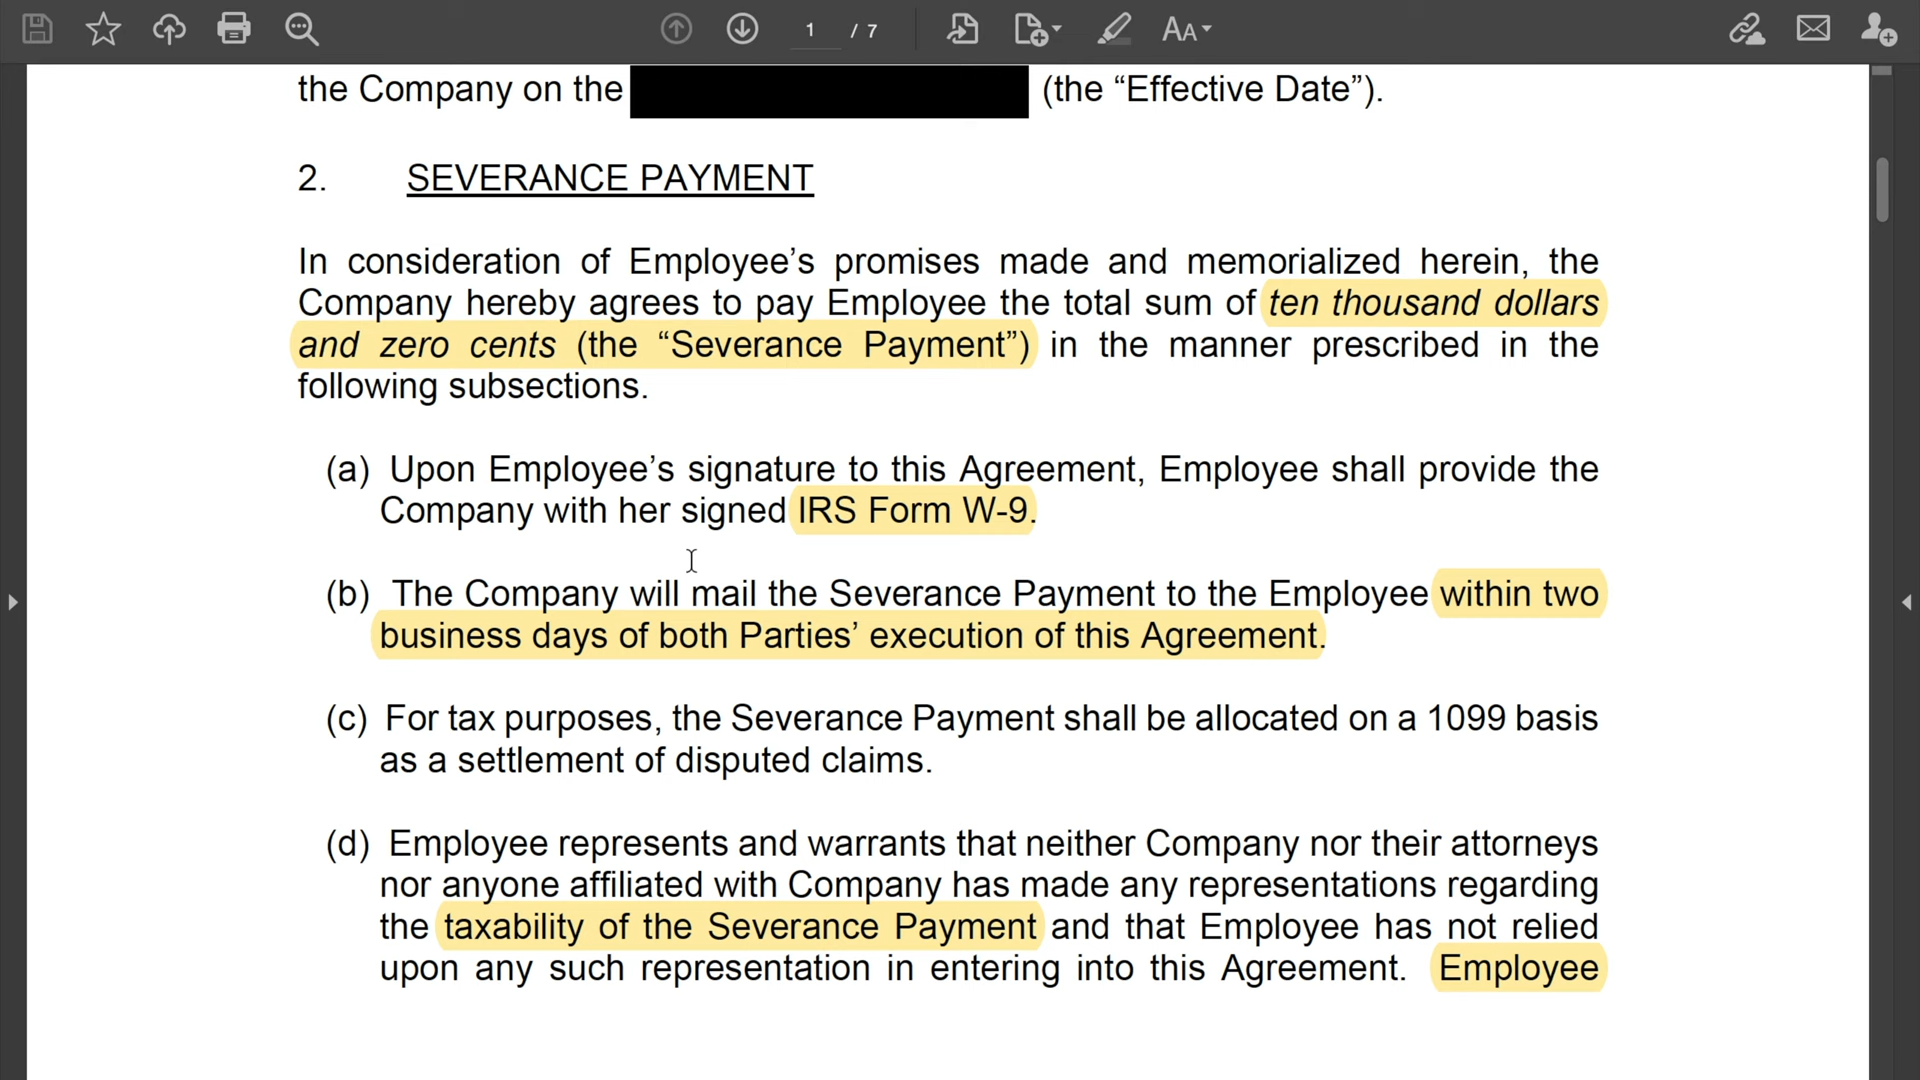 1 / 7
AA
the Company on the (the “Effective Date”).
2. SEVERANCE PAYMENT
In consideration of Employee’s promises made and memorialized herein, the
Company hereby agrees to pay Employee the total sum of ten thousand dollars
and zero cents (the “Severance Payment”) in the manner prescribed in the
following subsections.
(a) Upon Employee’s signature to this Agreement, Employee shall provide the
Company with her signed IRS Form W-9.
(b) The Company will mail the Severance Payment to the Employee within two
business days of both Parties’ execution of this Agreement.
(c) For tax purposes, the Severance Payment shall be allocated on a 1099 basis
as a settlement of disputed claims.
(d) Employee represents and warrants that neither Company nor their attorneys
nor anyone affiliated with Company has made any representations regarding
the taxability of the Severance Payment and that Employee has not relied
upon any such representation in entering into this Agreement. Employee